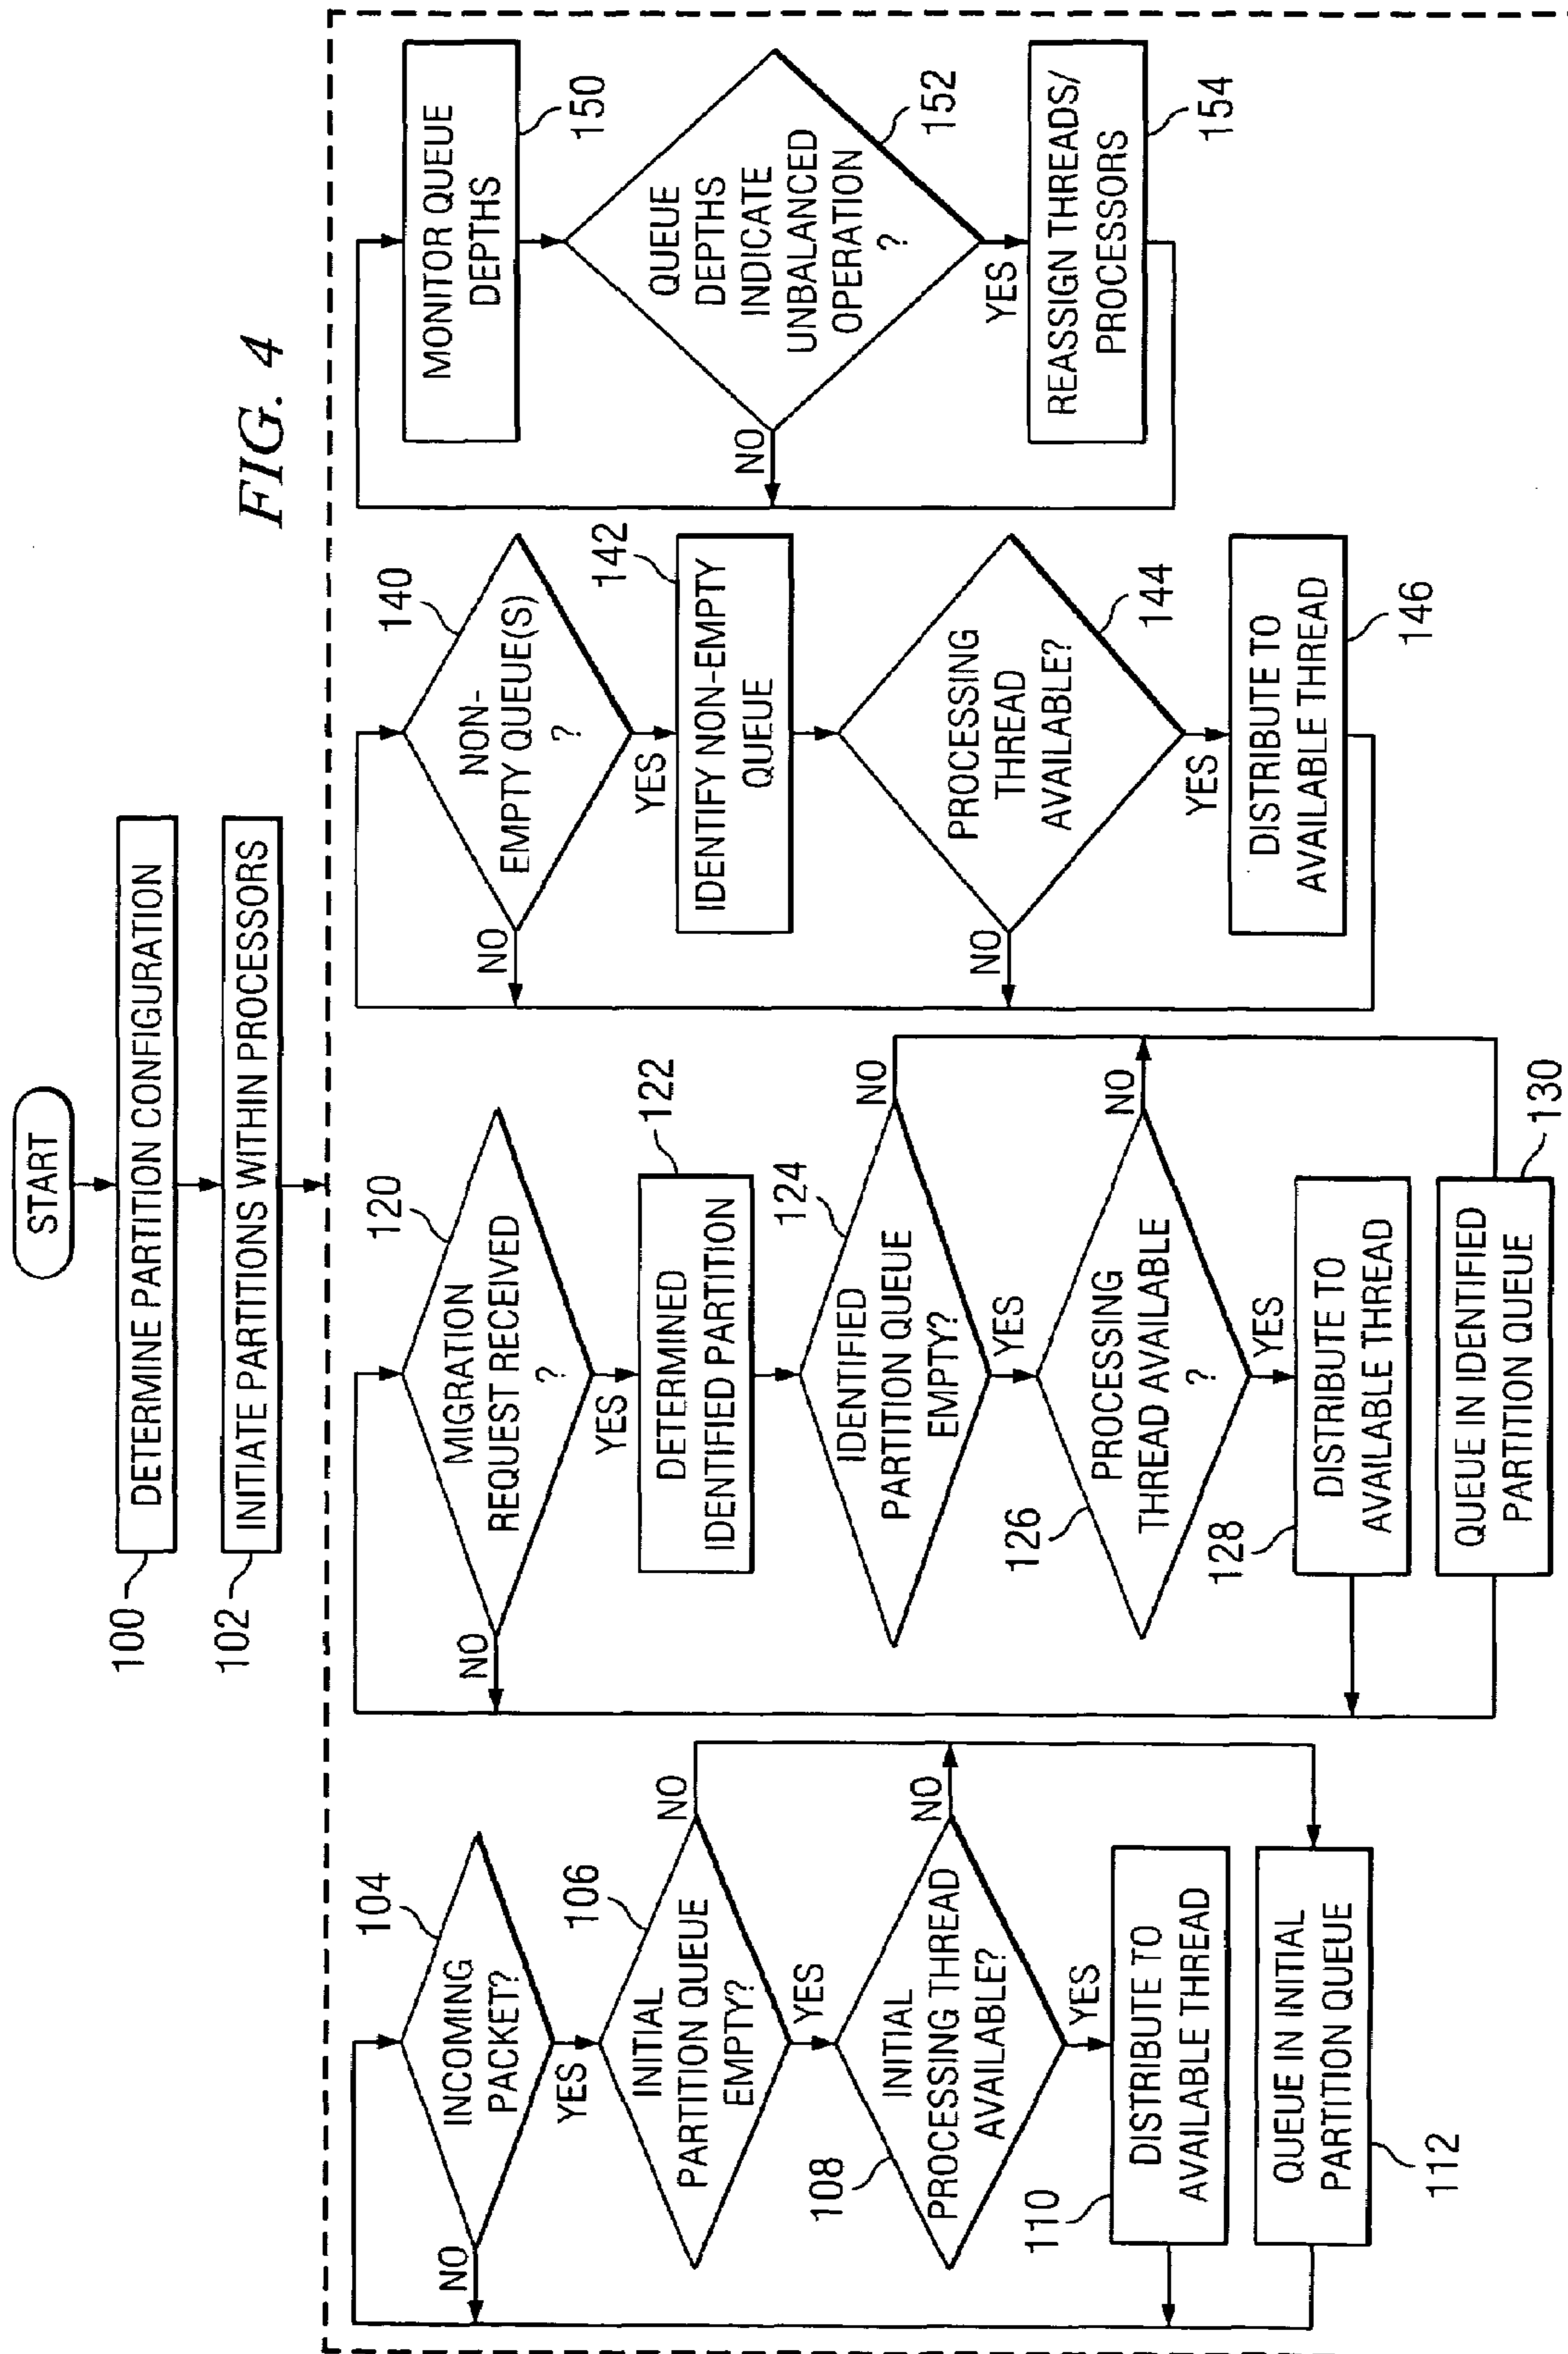 FIG. 4
START
100
DETERMINE PARTITION CONFIGURATION
102
INITIATE PARTITIONS WITHIN PROCESSORS
104
INCOMING
PACKET?
NO
YES
106
INITIAL
PARTITION QUEUE
EMPTY?
NO
YES
108
INITIAL
PROCESSING THREAD
AVAILABLE?
NO
YES
110
DISTRIBUTE TO
AVAILABLE THREAD
QUEUE IN INITIAL
PARTITION QUEUE
112
120
MIGRATION
REQUEST RECEIVED
?
NO
YES
122
DETERMINED
IDENTIFIED PARTITION
124
IDENTIFIED
PARTITION QUEUE
EMPTY?
NO
YES
126
PROCESSING
THREAD AVAILABLE
?
NO
YES
128
DISTRIBUTE TO
AVAILABLE THREAD
130
QUEUE IN IDENTIFIED
PARTITION QUEUE
140
NON-
EMPTY QUEUE(S)
?
NO
YES
142
IDENTIFY NON-EMPTY
QUEUE
PROCESSING
THREAD
AVAILABLE?
144
NO
YES
DISTRIBUTE TO
AVAILABLE THREAD
146
MONITOR QUEUE
DEPTHS
150
QUEUE
DEPTHS
INDICATE
UNBALANCED
OPERATION
?
152
NO
YES
REASSIGN THREADS/
PROCESSORS
154